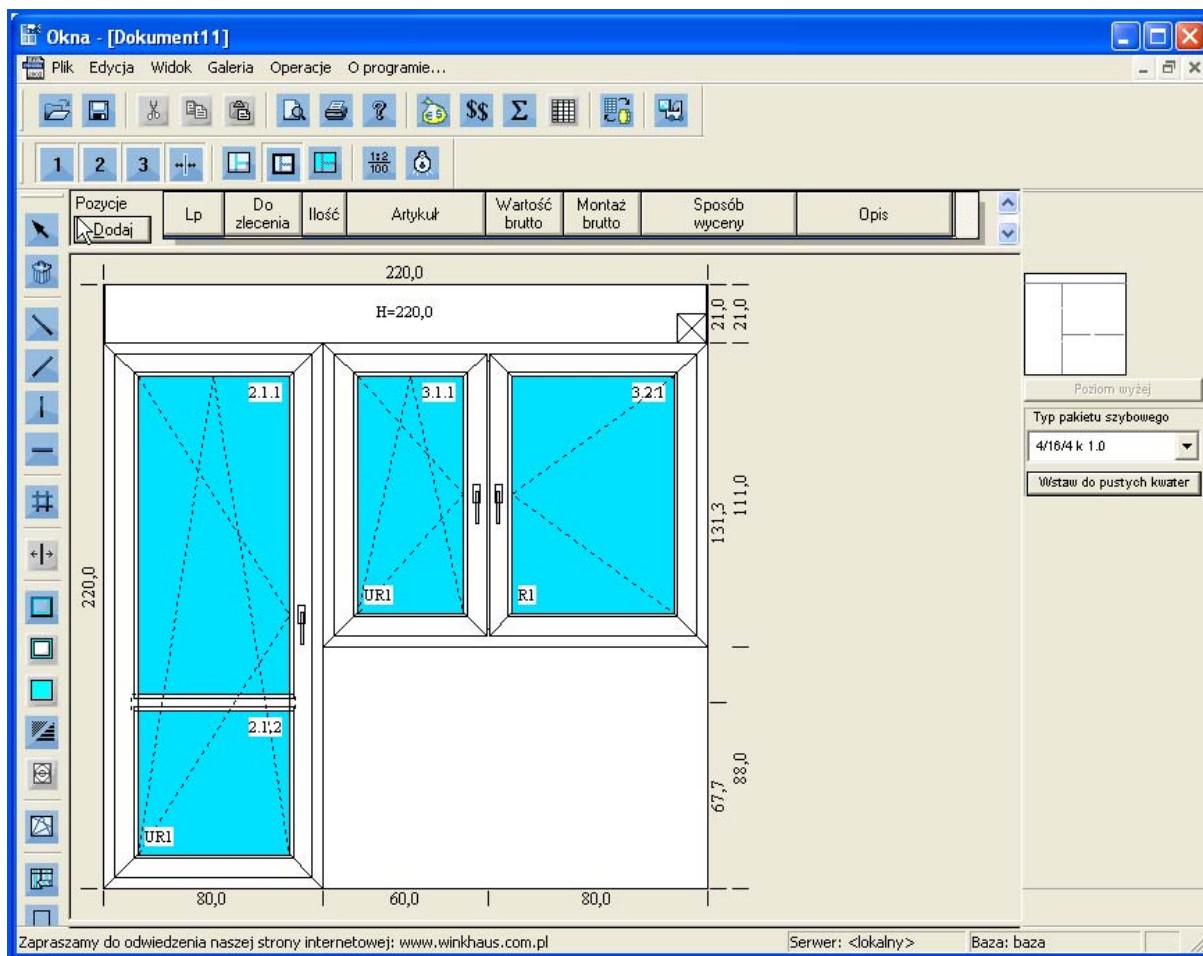 Okna - [Dokument11]
Plik Edycja Widok Galeria Operacje O programie...
$$ Σ
1 2 3 1:2 100
Pozycje
Dodaj
Lp
Do zlecenia
Ilość
Artykuł
Wartość brutto
Montaż brutto
Sposób wyceny
Opis
220,0
H=220,0
21,0
21,0
2.1.1
3.1.1
3.2.1
131,3
111,0
220,0
UR1
R1
2.1.2
67,7
88,0
UR1
80,0
60,0
80,0
Poziom wyżej
Typ pakietu szybowego
4/16/4 k 1.0
Wstaw do pustych kwater
Zapraszamy do odwiedzenia naszej strony internetowej: www.winkhaus.com.pl
Serwer: <lokalny>
Baza: baza